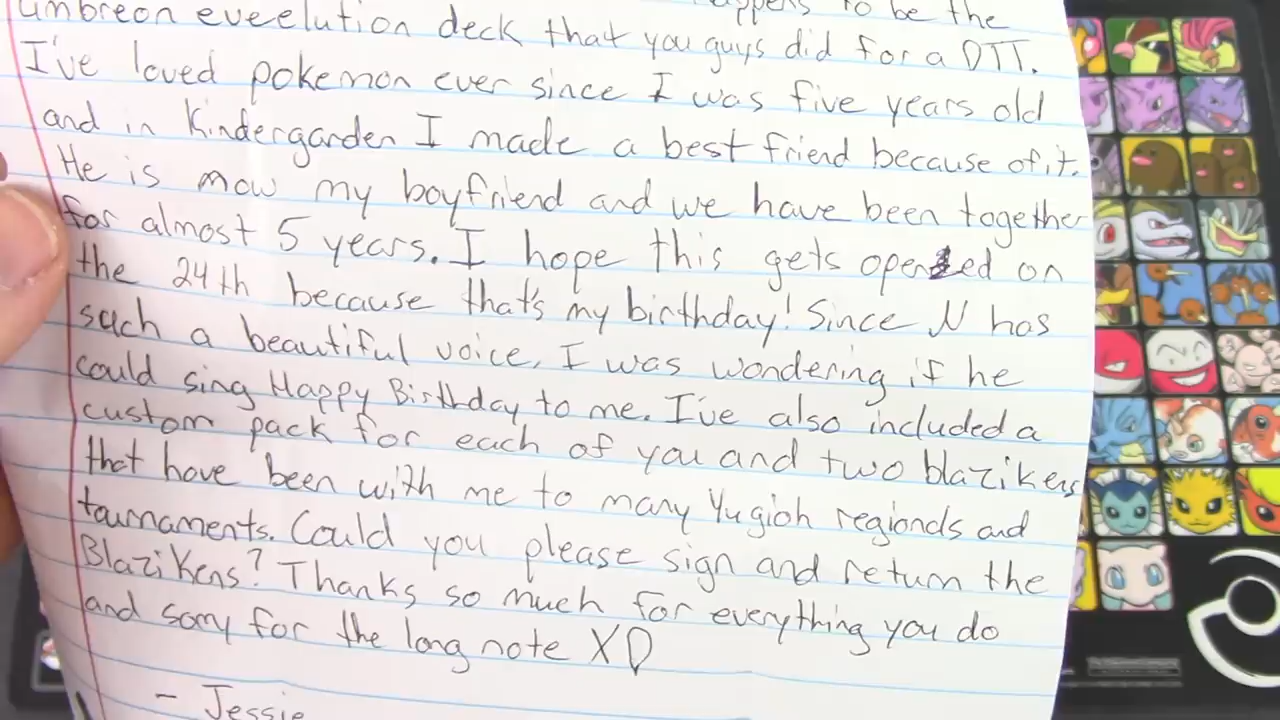 umbreon eveelution deck that you guys did for a DTT.
to be the
I've loved pokemon ever since I was five years old
and in Kindergarden I made a best friend because of it.
He is now my boyfriend and we have been together
for almost 5 years. I hope this gets opened on
the 24th because that's my birthday! Since N has
such a beautiful voice, I was wondering if he
could sing Happy Birthday to me. I've also included a
custom pack for each of you and two blazikens
that have been with me to many Yugioh regionals and
tournaments. Could you please sign and return the
Blazikens? Thanks so much for everything you do
and sorry for the long note XD
- Jessie